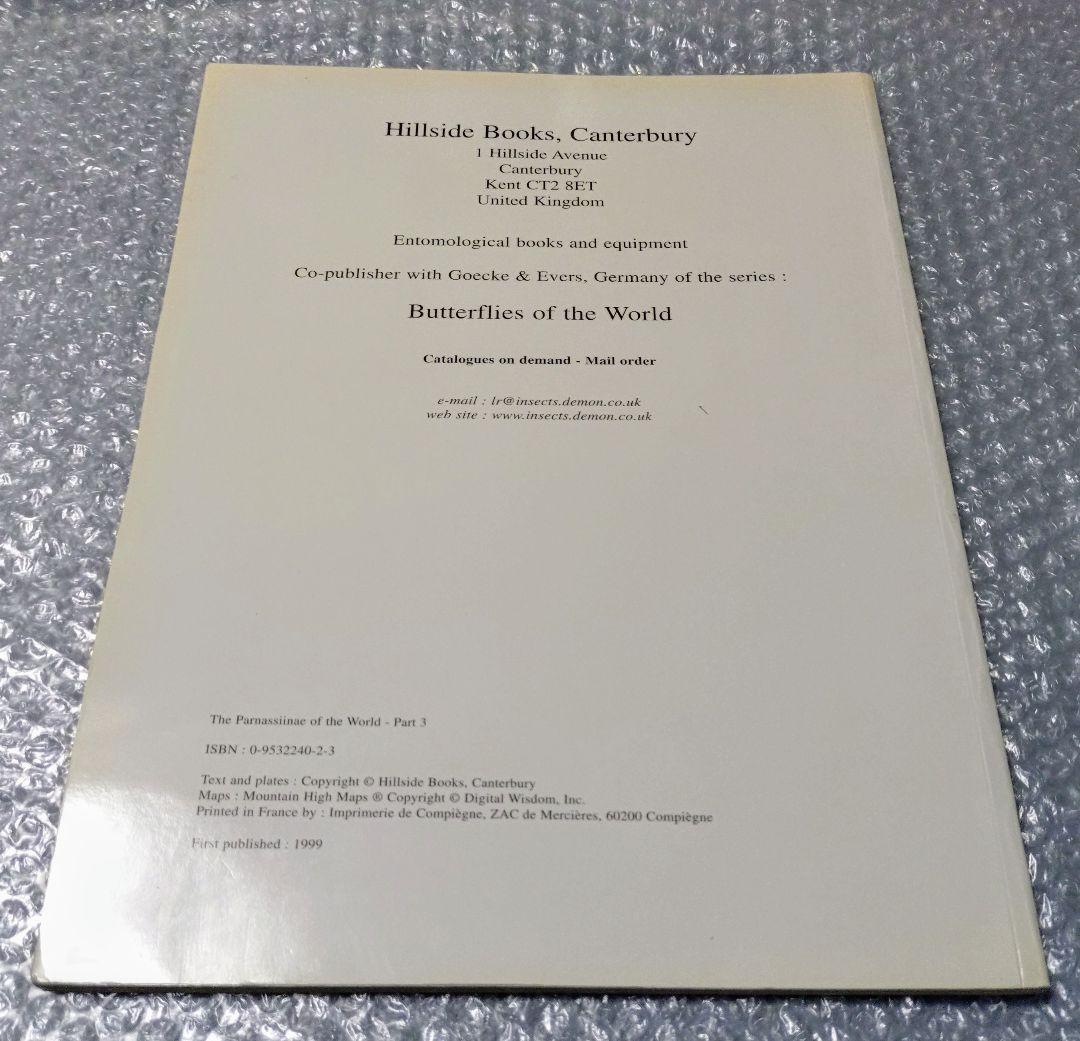 Hillside Books, Canterbury
1 Hillside Avenue
Canterbury
Kent CT2 8ET
United Kingdom
Entomological books and equipment
Co-publisher with Goecke & Evers, Germany of the series :
Butterflies of the World
Catalogues on demand - Mail order
e-mail : lr@insects.demon.co.uk
web site : www.insects.demon.co.uk
The Parnassiinae of the World - Part 3
ISBN : 0-9532240-2-3
Text and plates : Copyright © Hillside Books, Canterbury
Maps : Mountain High Maps ® Copyright © Digital Wisdom, Inc.
Printed in France by : Imprimerie de Compiègne, ZAC de Mercières, 60200 Compiègne
First published : 1999